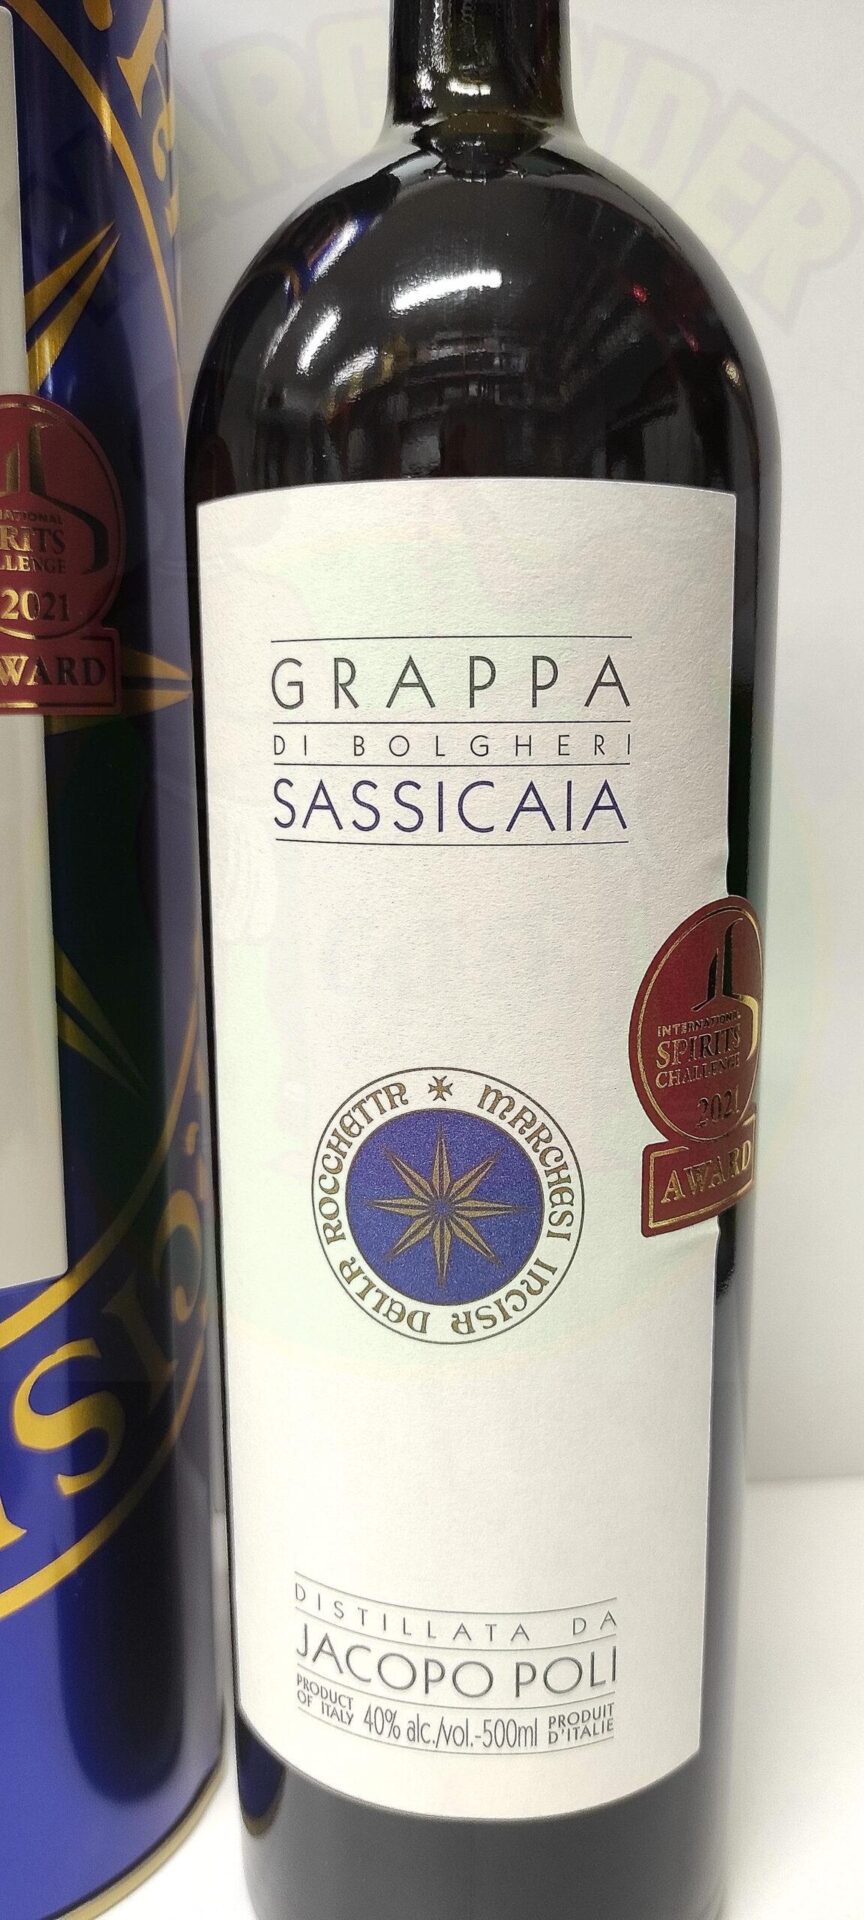 GRAPPA
DI BOLGHERI
SASSICAIA
MARCHESI INCISA DELLA ROCCHETTA
INTERNATIONAL
SPIRITS
CHALLENGE
2021
AWARD
DISTILLATA DA
JACOPO POLI
PRODUCT OF ITALY 40% alc./vol.-500ml PRODUIT D'ITALIE
2021